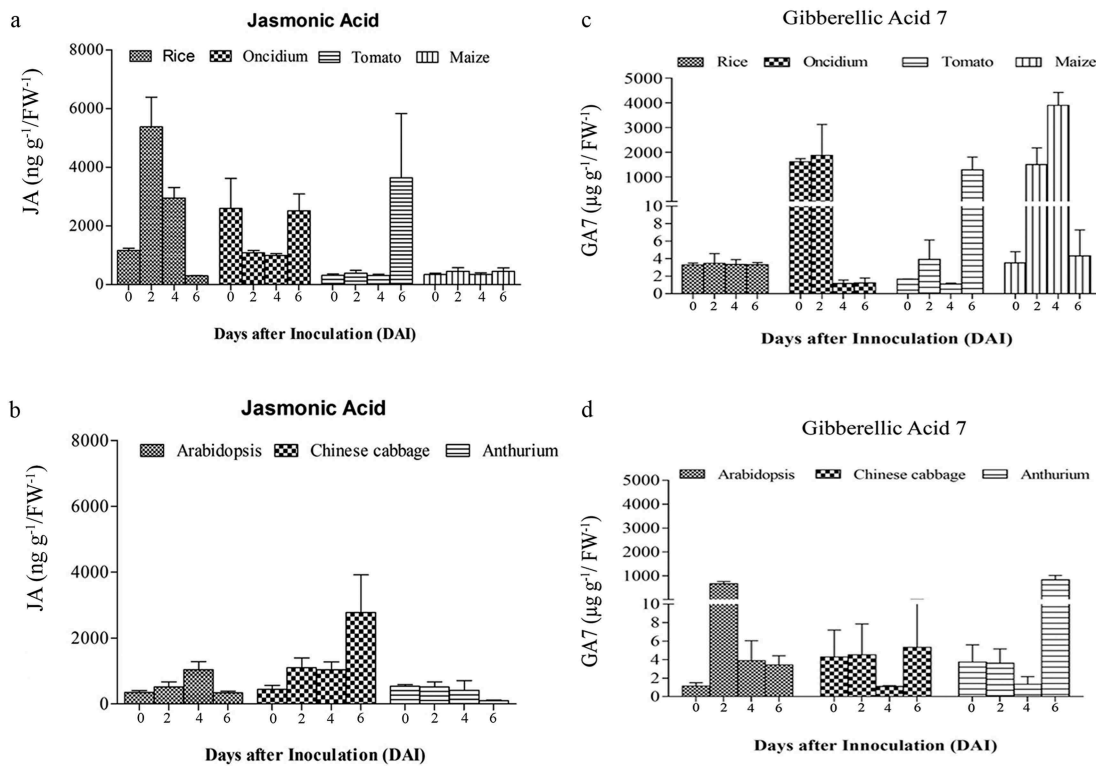 a
Jasmonic Acid
Rice Oncidium Tomato Maize
JA (ng g⁻¹/FW⁻¹)
8000
6000
4000
2000
0
0 2 4 6 0 2 4 6 0 2 4 6 0 2 4 6
Days after Inoculation (DAI)
c
Gibberellic Acid 7
Rice Oncidium Tomato Maize
GA7 (µg g⁻¹/ FW⁻¹)
5000
4000
3000
2000
1000
10
8
6
4
2
0
0 2 4 6 0 2 4 6 0 2 4 6 0 2 4 6
Days after Innoculation (DAI)
b
Jasmonic Acid
Arabidopsis Chinese cabbage Anthurium
JA (ng g⁻¹/FW⁻¹)
8000
6000
4000
2000
0
0 2 4 6 0 2 4 6 0 2 4 6
Days after Inoculation (DAI)
d
Gibberellic Acid 7
Arabidopsis Chinese cabbage Anthurium
GA7 (µg g⁻¹/ FW⁻¹)
5000
4000
3000
2000
1000
10
8
6
4
2
0
0 2 4 6 0 2 4 6 0 2 4 6
Days after Innoculation (DAI)